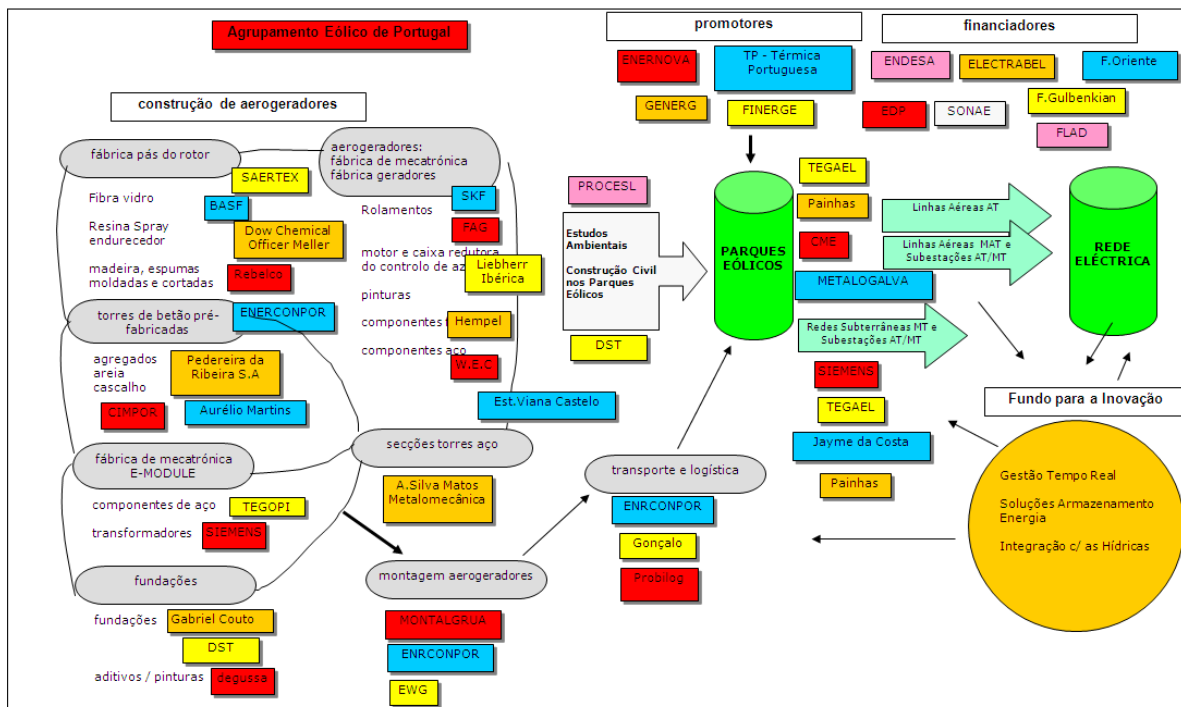 Agrupamento Eólico de Portugal
promotores
financiadores
ENERNOVA
TP - Térmica
Portuguesa
GENERG
FINERGE
ENDESA
ELECTRABEL
F.Oriente
EDP
SONAE
F.Gulbenkian
FLAD
construção de aerogeradores
fábrica pás do rotor
SAERTEX
Fibra vidro
BASF
Resina Spray
endurecedor
Dow Chemical
Officer Meller
madeira, espumas
moldadas e cortadas
Rebelco
torres de betão pré-
fabricadas
ENERCONPOR
agregados
areia
cascalho
Pedereira da
Ribeira S.A
CIMPOR
Aurélio Martins
fábrica de mecatrónica
E-MODULE
componentes de aço
TEGOPI
transformadores
SIEMENS
fundações
fundações
Gabriel Couto
DST
aditivos / pinturas
degussa
aerogeradores:
fábrica de mecatrónica
fábrica geradores
SKF
Rolamentos
FAG
motor e caixa redutora
do controlo de az
Liebherr
Ibérica
pinturas
componentes f
Hempel
componentes aço
W.E.C
Est.Viana Castelo
secções torres aço
A.Silva Matos
Metalomecânica
montagem aerogeradores
MONTALGRUA
ENRCONPOR
EWG
PROCESL
Estudos
Ambientais
Construção Civil
nos Parques
Eólicos
DST
transporte e logística
ENRCONPOR
Gonçalo
Probilog
PARQUES
EÓLICOS
TEGAEL
Painhas
CME
METALOGALVA
Linhas Aéreas AT
Linhas Aéreas MAT e
Subestações AT/MT
Redes Subterrâneas MT e
Subestações AT/MT
SIEMENS
TEGAEL
Jayme da Costa
Painhas
REDE
ELÉCTRICA
Fundo para a Inovação
Gestão Tempo Real
Soluções Armazenamento
Energia
Integração c/ as Hídricas